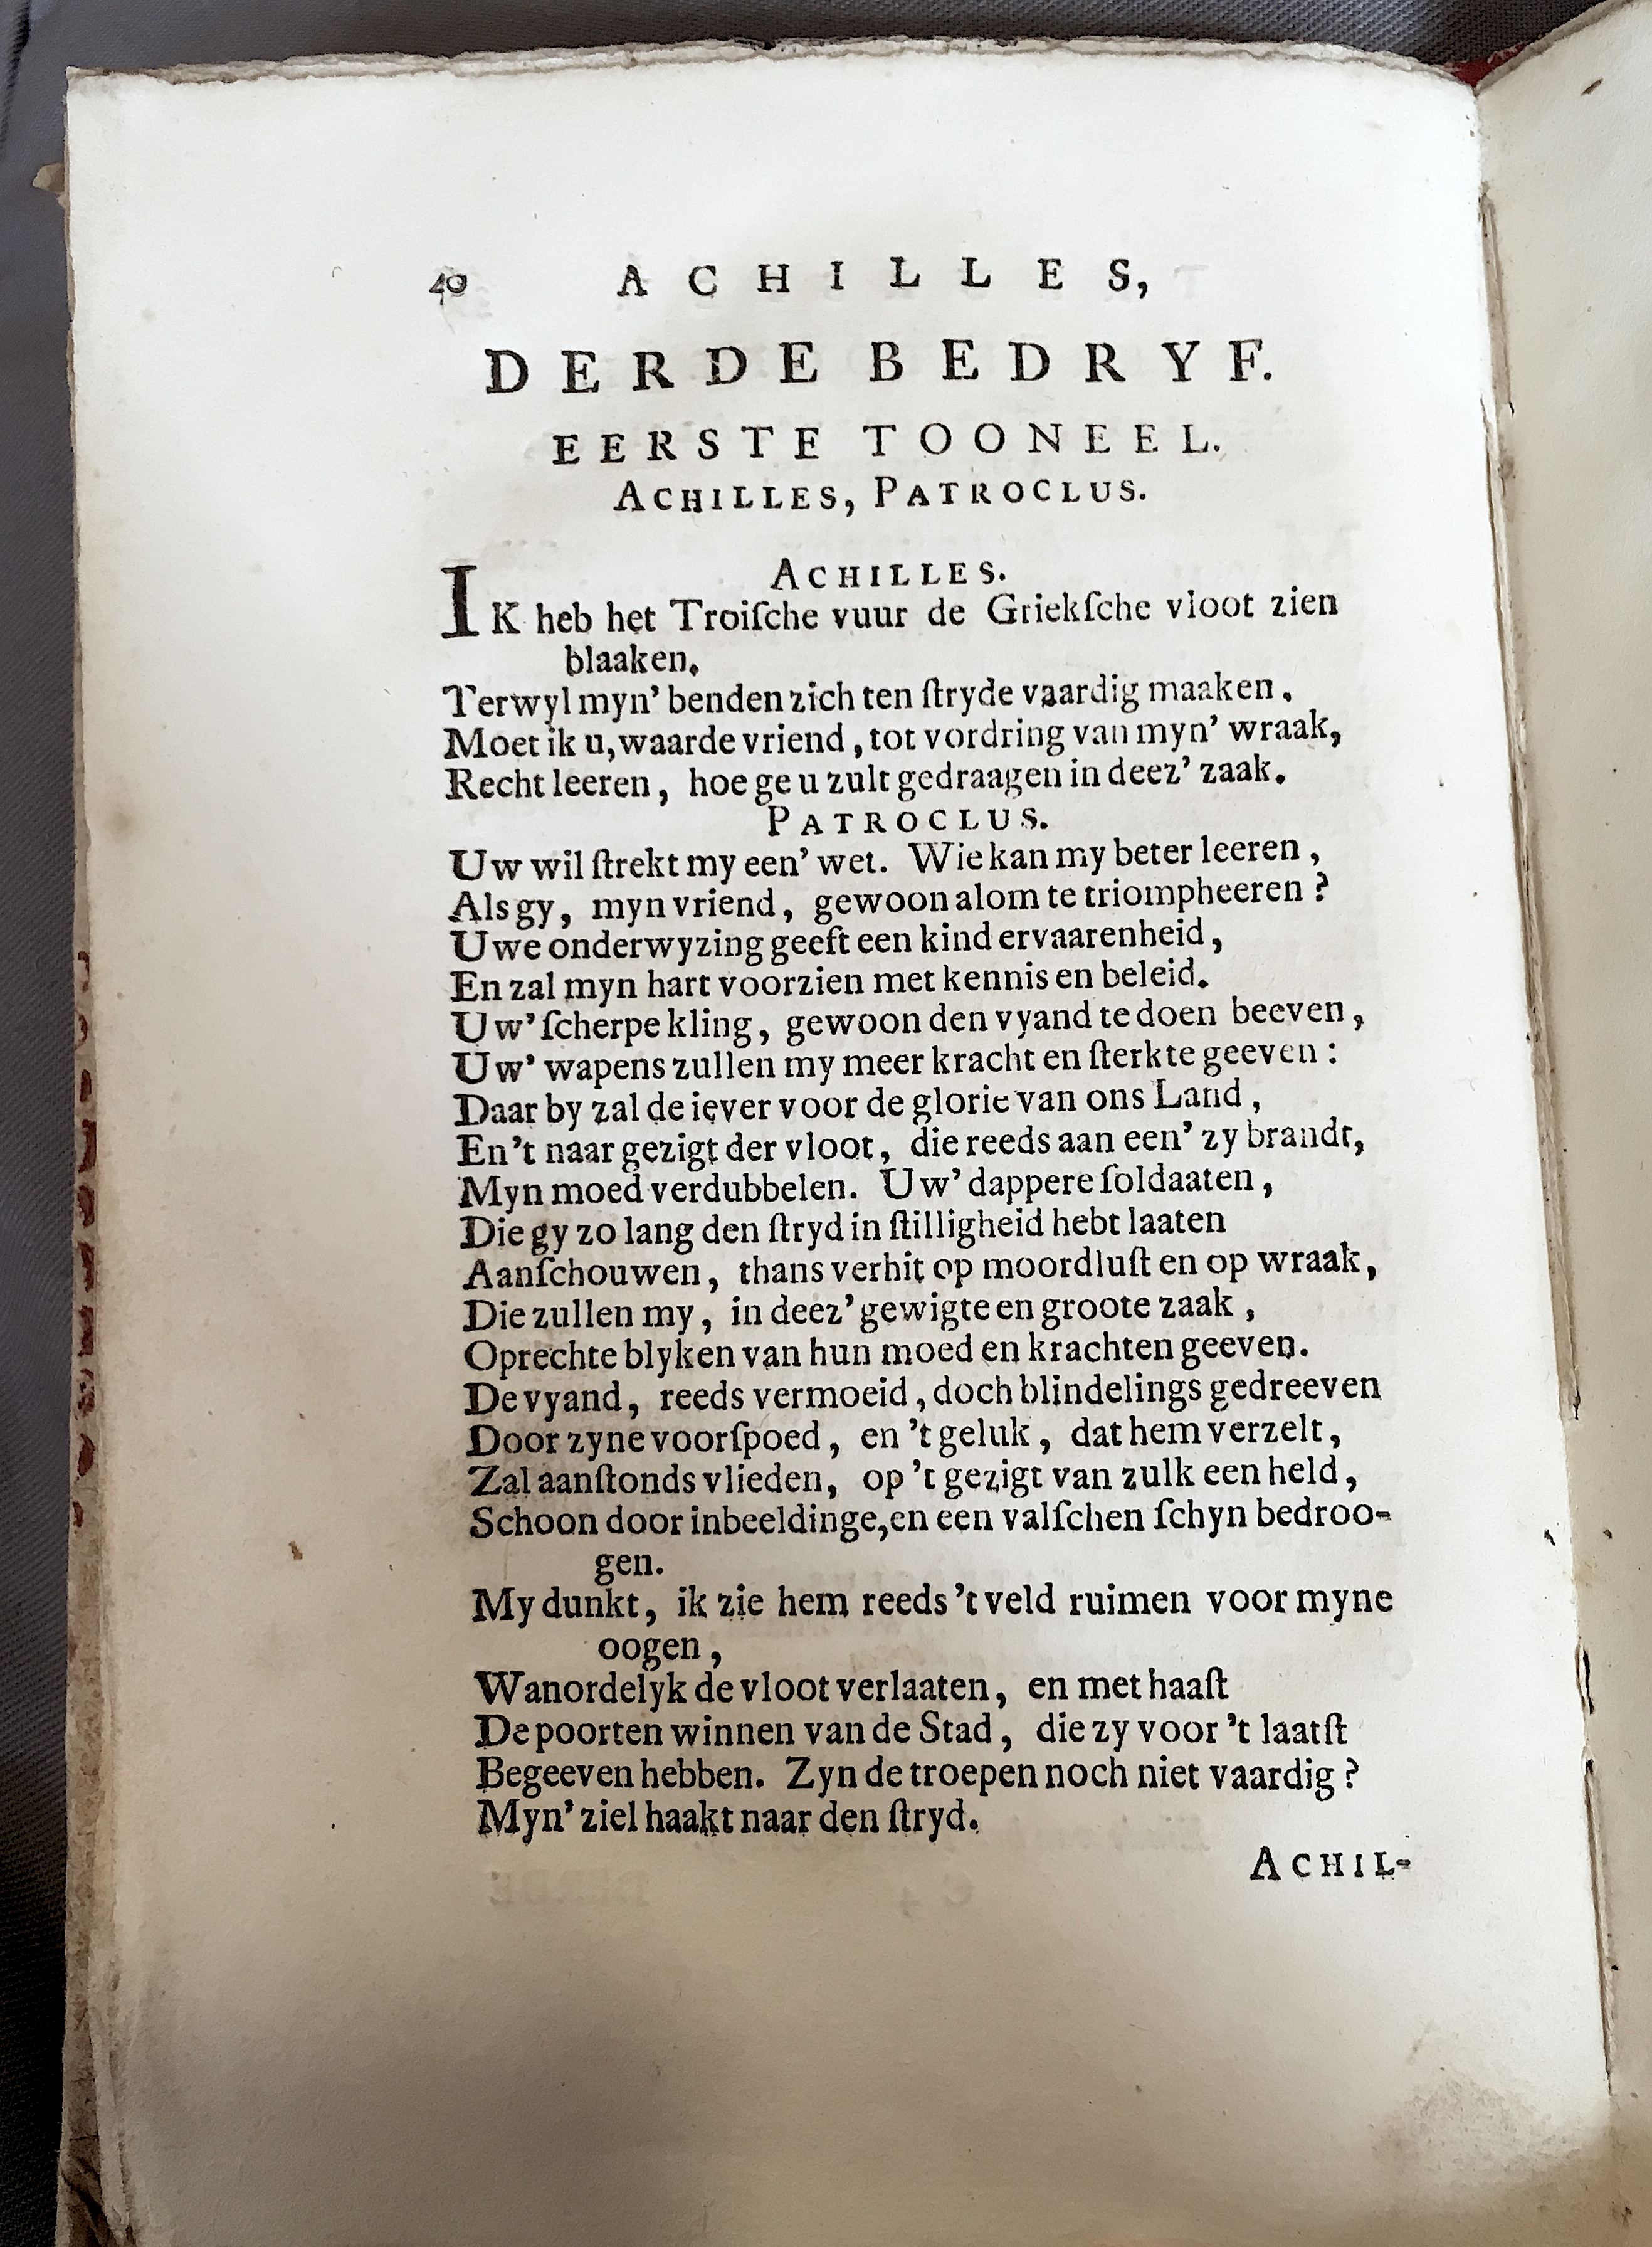 40 ACHILLES,
DERDE BEDRYF.
EERSTE TOONEEL.
ACHILLES, PATROCLUS.
ACHILLES.
IK heb het Troiſche vuur de Griekſche vloot zien
blaaken.
Terwyl myn’ benden zich ten ſtryde vaardig maaken,
Moet ik u, waarde vriend, tot vordring van myn’ wraak,
Recht leeren, hoe ge u zult gedraagen in deez’ zaak.
PATROCLUS.
Uw wil ſtrekt my een’ wet. Wie kan my beter leeren,
Als gy, myn vriend, gewoon alom te triompheeren?
Uwe onderwyzing geeft een kind ervaarenheid,
En zal myn hart voorzien met kennis en beleid.
Uw’ ſcherpe kling, gewoon den vyand te doen beeven,
Uw’ wapens zullen my meer kracht en ſterkte geeven:
Daar by zal de iever voor de glorie van ons Land,
En ’t naar gezigt der vloot, die reeds aan een’ zy brandt,
Myn moed verdubbelen. Uw’ dappere ſoldaaten,
Die gy zo lang den ſtryd in ſtilligheid hebt laaten
Aanſchouwen, thans verhit op moordluſt en op wraak,
Die zullen my, in deez’ gewigte en groote zaak,
Oprechte blyken van hun moed en krachten geeven.
De vyand, reeds vermoeid, doch blindelings gedreeven
Door zyne voorſpoed, en ’t geluk, dat hem verzelt,
Zal aanſtonds vlieden, op ’t gezigt van zulk een held,
Schoon door inbeeldinge, en een valſchen ſchyn bedroo-
gen.
My dunkt, ik zie hem reeds ’t veld ruimen voor myne
oogen,
Wanordelyk de vloot verlaaten, en met haaſt
De poorten winnen van de Stad, die zy voor ’t laatſt
Begeeven hebben. Zyn de troepen noch niet vaardig?
Myn’ ziel haakt naar den ſtryd.
ACHIL-